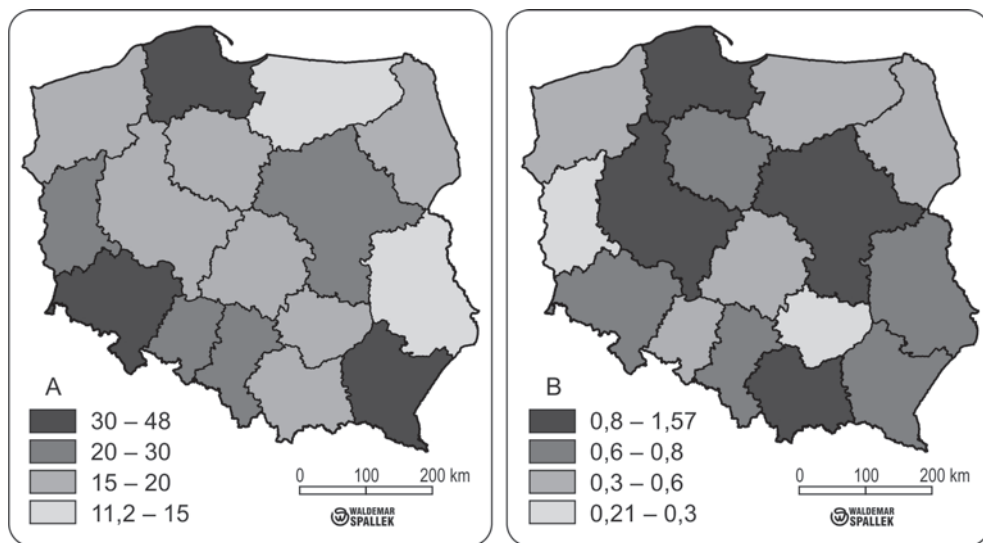 A
30 – 48
20 – 30
15 – 20
11,2 – 15
0 100 200 km
WALDEMAR
SPALLEK
B
0,8 – 1,57
0,6 – 0,8
0,3 – 0,6
0,21 – 0,3
0 100 200 km
WALDEMAR
SPALLEK